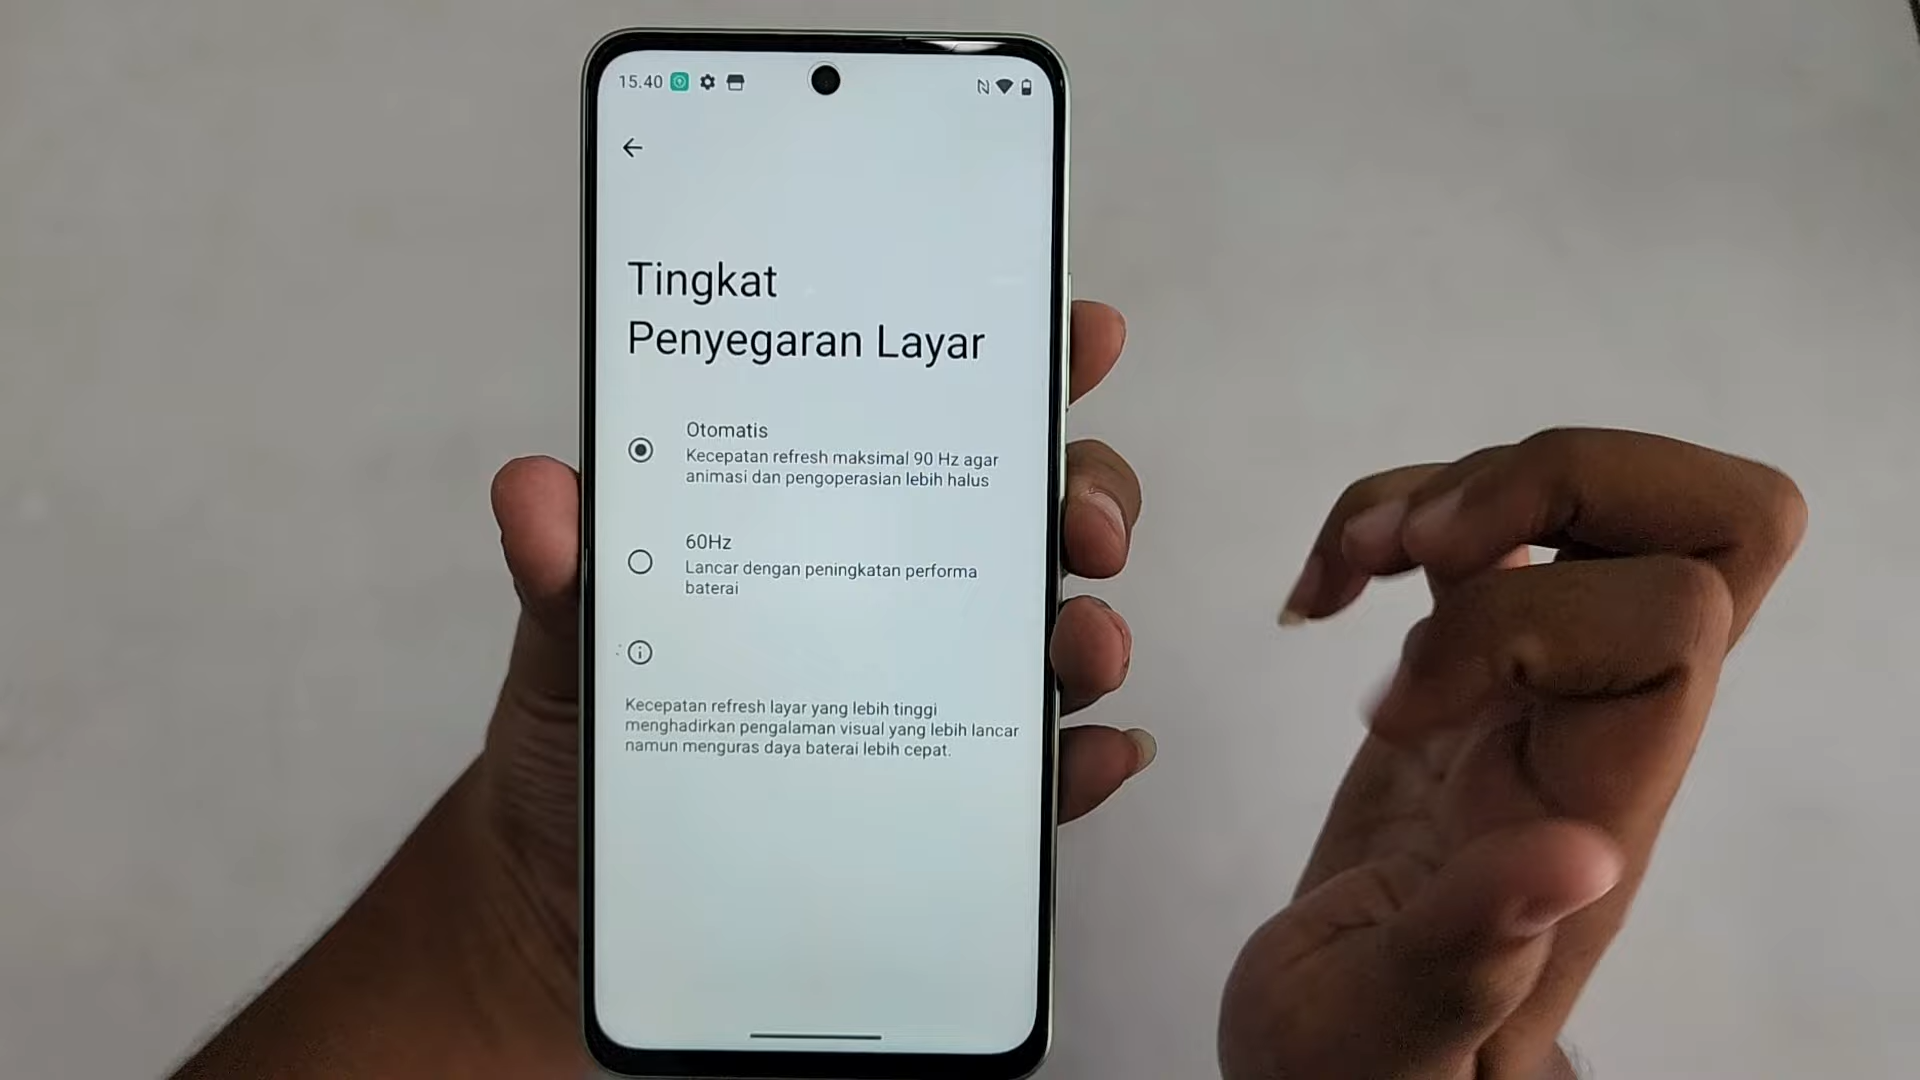 15.40
Tingkat
Penyegaran Layar
Otomatis
Kecepatan refresh maksimal 90 Hz agar
animasi dan pengoperasian lebih halus
60Hz
Lancar dengan peningkatan performa
baterai
Kecepatan refresh layar yang lebih tinggi
menghadirkan pengalaman visual yang lebih lancar
namun menguras daya baterai lebih cepat.